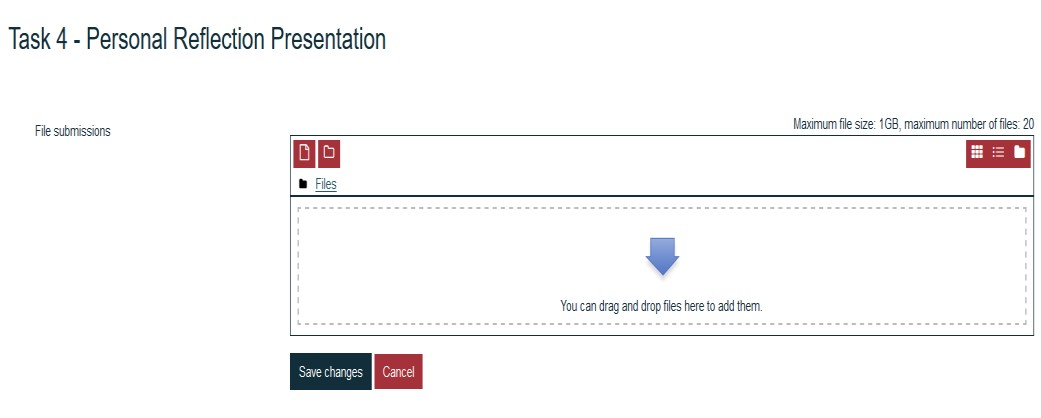 Task 4 - Personal Reflection Presentation
File submissions
Maximum file size: 1GB, maximum number of files: 20
Files
You can drag and drop files here to add them.
Save changes
Cancel